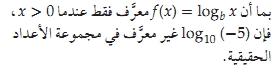 بما أن f(x) = log_b x معرَّف فقط عندما x > 0،
فإن log_10 (−5) غير معرَّف في مجموعة الأعداد
الحقيقية.